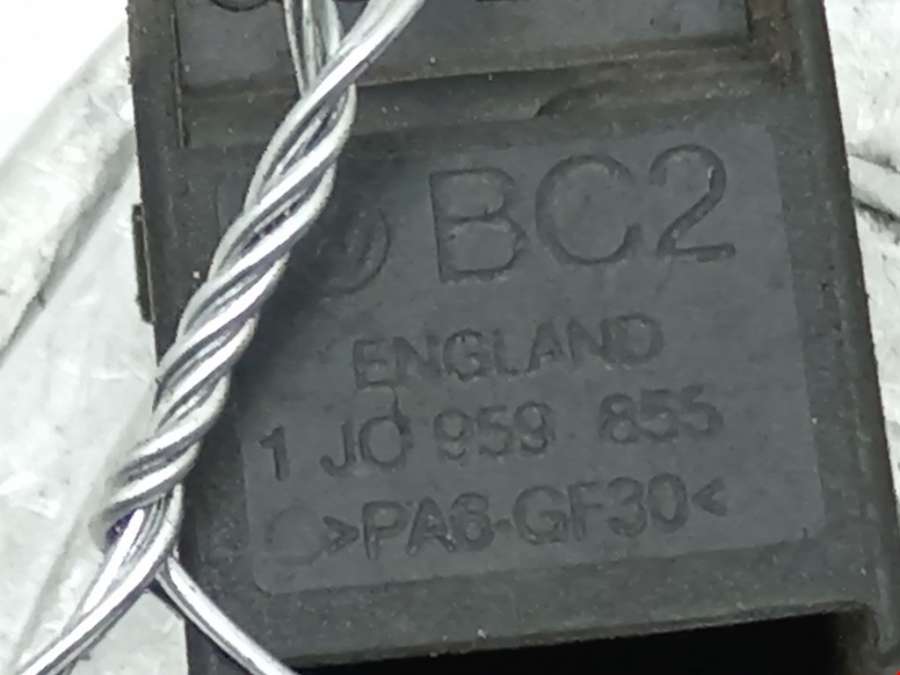 BC2
ENGLAND
1 J0 959 855
>PA6-GF30<